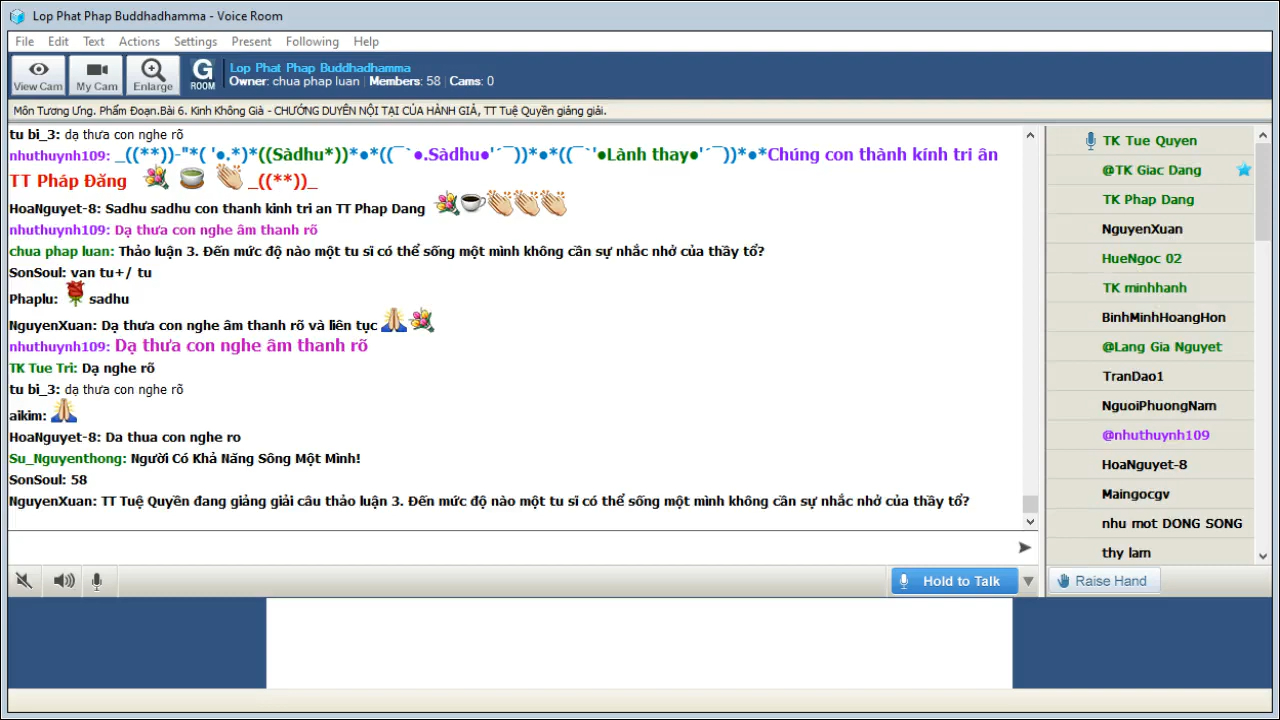 Lop Phat Phap Buddhadhamma - Voice Room
File Edit Text Actions Settings Present Following Help
View Cam My Cam Enlarge G ROOM Lop Phat Phap Buddhadhamma
Owner: chua phap luan Members: 58 Cams: 0
Môn Tương Ưng. Phẩm Đoạn.Bài 6. Kinh Không Già - CHƯỚNG DUYÊN NỘI TẠI CỦA HÀNH GIẢ, TT Tuệ Quyền giảng giải.
tu bi_3: dạ thưa con nghe rõ
nhuthuynh109: _((**))-"*( '●.*)*((Sàdhu*))*●*((¯`●.Sàdhu●'´¯))*●*((¯`'●Lành thay●'´¯))*●*Chúng con thành kính tri ân
TT Pháp Đăng _((**))_
HoaNguyet-8: Sadhu sadhu con thanh kinh tri an TT Phap Dang
nhuthuynh109: Dạ thưa con nghe âm thanh rõ
chua phap luan: Thảo luận 3. Đến mức độ nào một tu sĩ có thể sống một mình không cần sự nhắc nhở của thầy tổ?
SonSoul: van tu+/ tu
Phaplu: sadhu
NguyenXuan: Dạ thưa con nghe âm thanh rõ và liên tục
nhuthuynh109: Dạ thưa con nghe âm thanh rõ
TK Tue Tri: Dạ nghe rõ
tu bi_3: dạ thưa con nghe rõ
aikim:
HoaNguyet-8: Da thua con nghe ro
Su_Nguyenthong: Người Có Khả Năng Sông Một Mình!
SonSoul: 58
NguyenXuan: TT Tuệ Quyền đang giảng giải câu thảo luận 3. Đến mức độ nào một tu sĩ có thể sống một mình không cần sự nhắc nhở của thầy tổ?
TK Tue Quyen
@TK Giac Dang
TK Phap Dang
NguyenXuan
HueNgoc 02
TK minhhanh
BinhMinhHoangHon
@Lang Gia Nguyet
TranDao1
NguoiPhuongNam
@nhuthuynh109
HoaNguyet-8
Maingocgv
nhu mot DONG SONG
thy lam
Hold to Talk
Raise Hand